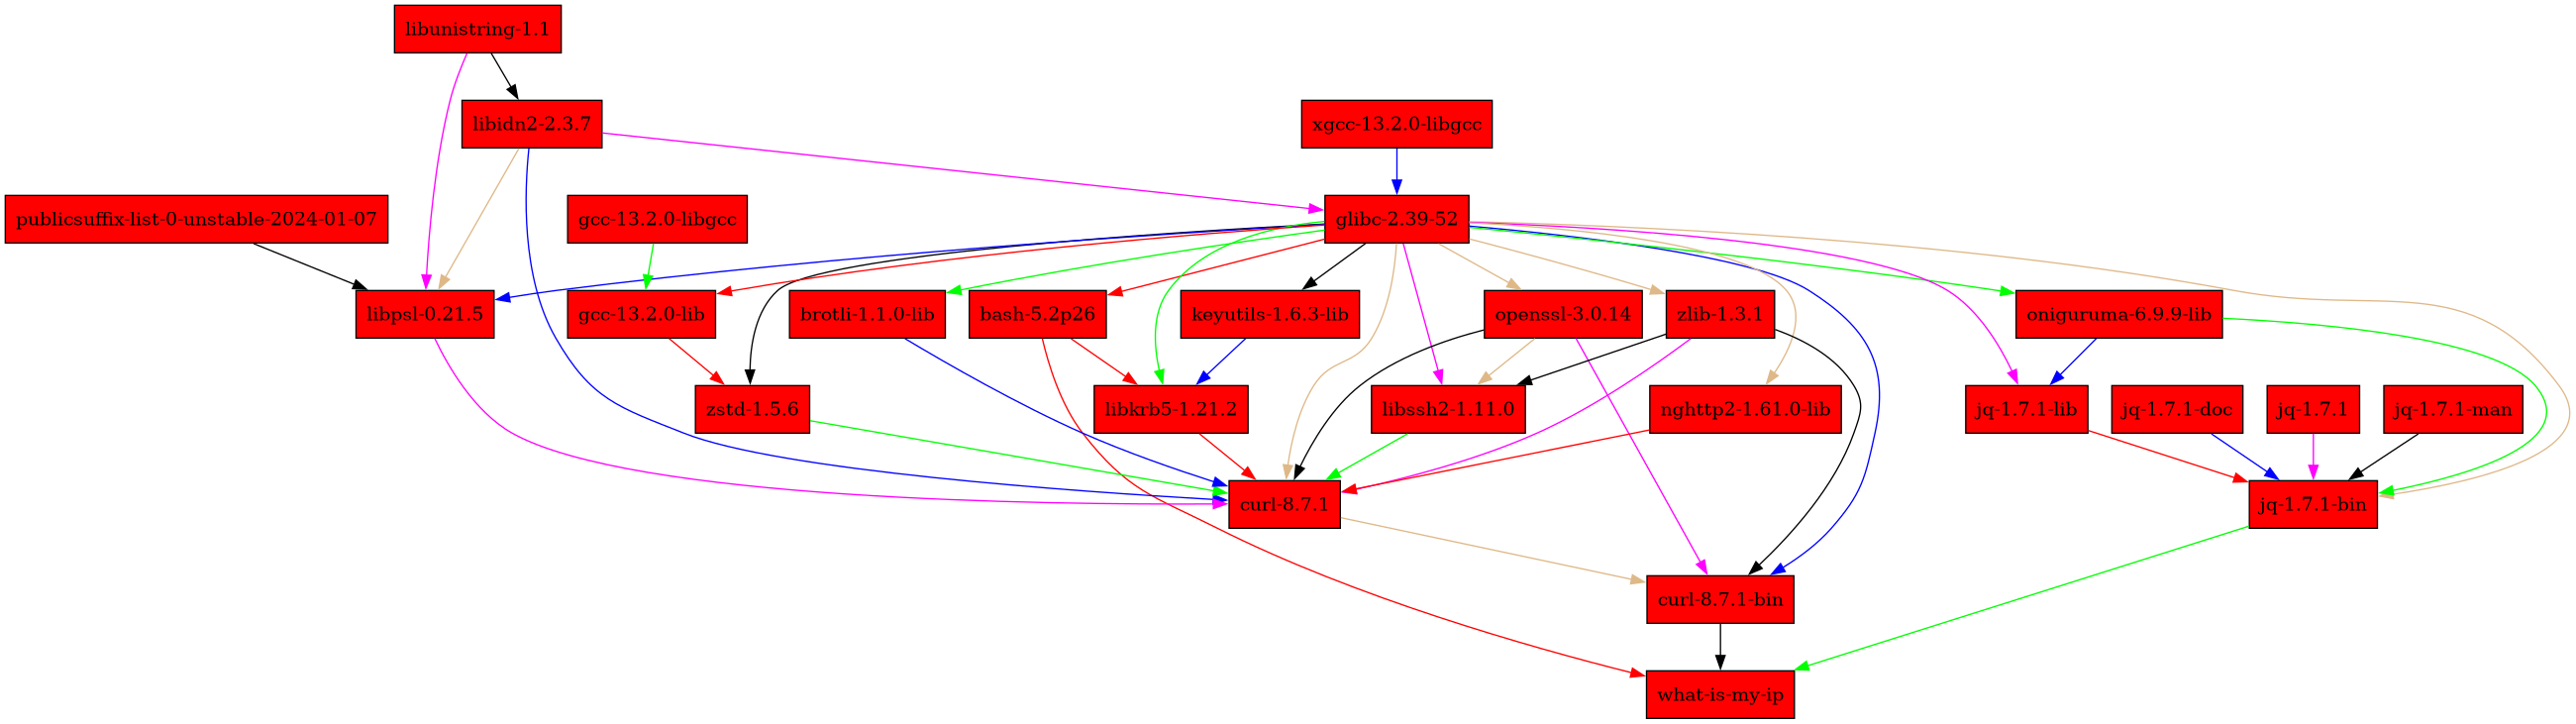 libunistring-1.1
libidn2-2.3.7
xgcc-13.2.0-libgcc
publicsuffix-list-0-unstable-2024-01-07
gcc-13.2.0-libgcc
glibc-2.39-52
libpsl-0.21.5
gcc-13.2.0-lib
brotli-1.1.0-lib
bash-5.2p26
keyutils-1.6.3-lib
openssl-3.0.14
zlib-1.3.1
oniguruma-6.9.9-lib
zstd-1.5.6
libkrb5-1.21.2
libssh2-1.11.0
nghttp2-1.61.0-lib
jq-1.7.1-lib
jq-1.7.1-doc
jq-1.7.1
jq-1.7.1-man
curl-8.7.1
jq-1.7.1-bin
curl-8.7.1-bin
what-is-my-ip